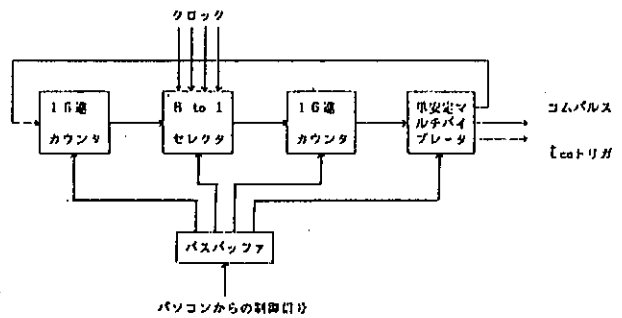 クロック
16進
カウンタ
8 to 1
セレクタ
16進
カウンタ
単安定マ
ルチバイ
ブレータ
コムパルス
tcoトリガ
バスバッファ
パソコンからの制御信号